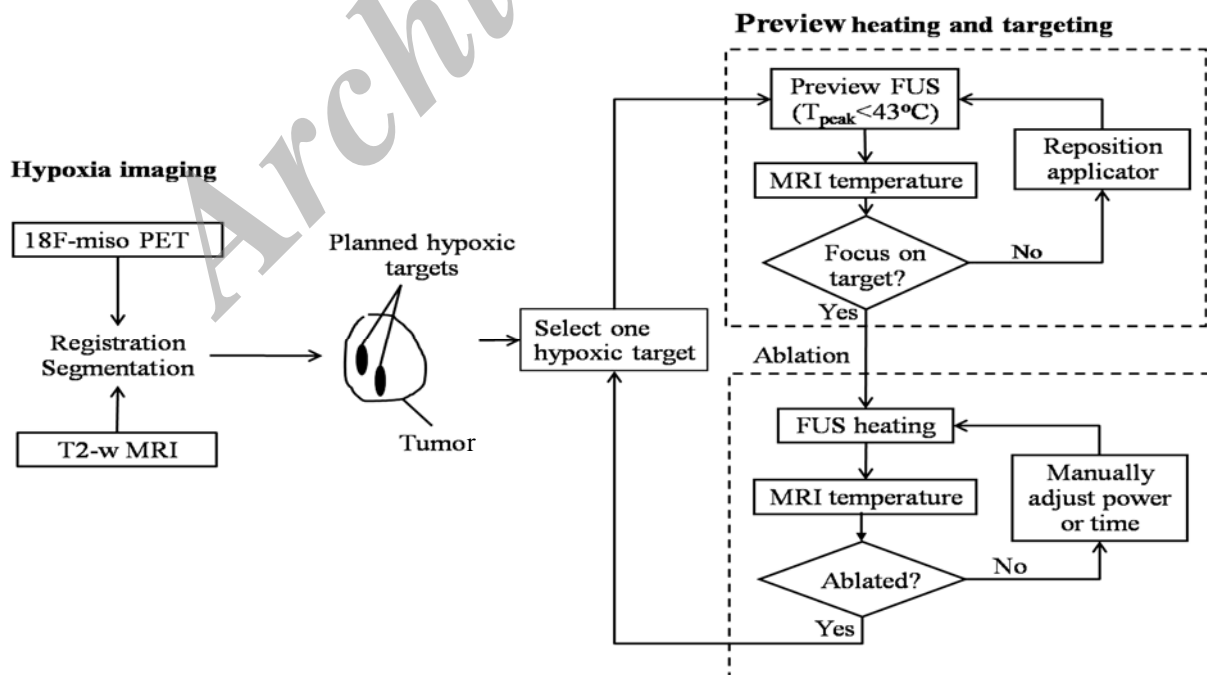 Hypoxia imaging
18F-miso PET
Registration
Segmentation
T2-w MRI
Planned hypoxic
targets
Tumor
Select one
hypoxic target
Preview heating and targeting
Preview FUS
(Tpeak<43°C)
MRI temperature
Focus on
target?
No
Reposition
applicator
Yes
Ablation
FUS heating
MRI temperature
Ablated?
No
Manually
adjust power
or time
Yes